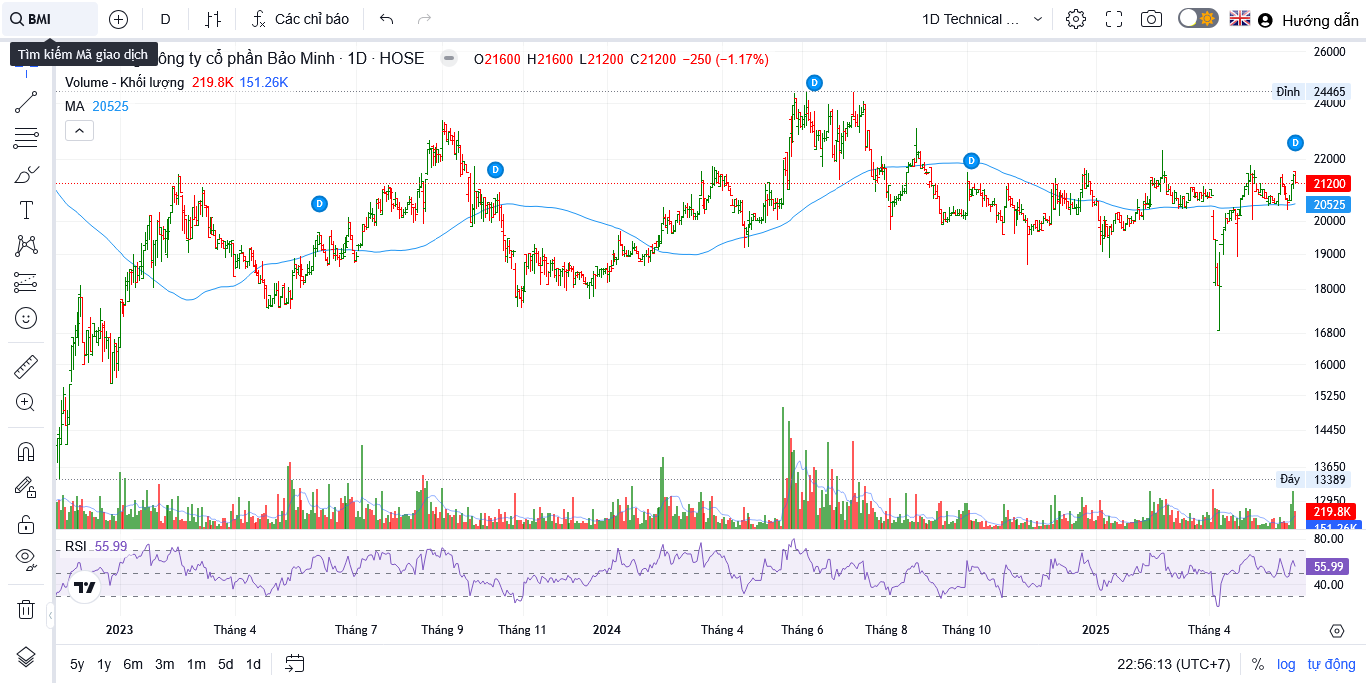 BMI
D
Các chỉ báo
1D Technical ...
Hướng dẫn
Tìm kiếm Mã giao dịch
ông ty cổ phần Bảo Minh · 1D · HOSE
O21600 H21600 L21200 C21200 −250 (−1.17%)
Volume - Khối lượng 219.8K 151.26K
MA 20525
26000
Đỉnh 24465
24000
22000
21200
20525
20000
19000
18000
16800
16000
15250
14450
13650
Đáy 13389
12950
219.8K
151.26K
D
D
D
D
D
RSI 55.99
80.00
55.99
40.00
2023 Tháng 4 Tháng 7 Tháng 9 Tháng 11 2024 Tháng 4 Tháng 6 Tháng 8 Tháng 10 2025 Tháng 4
5y 1y 6m 3m 1m 5d 1d
22:56:13 (UTC+7) % log tự động